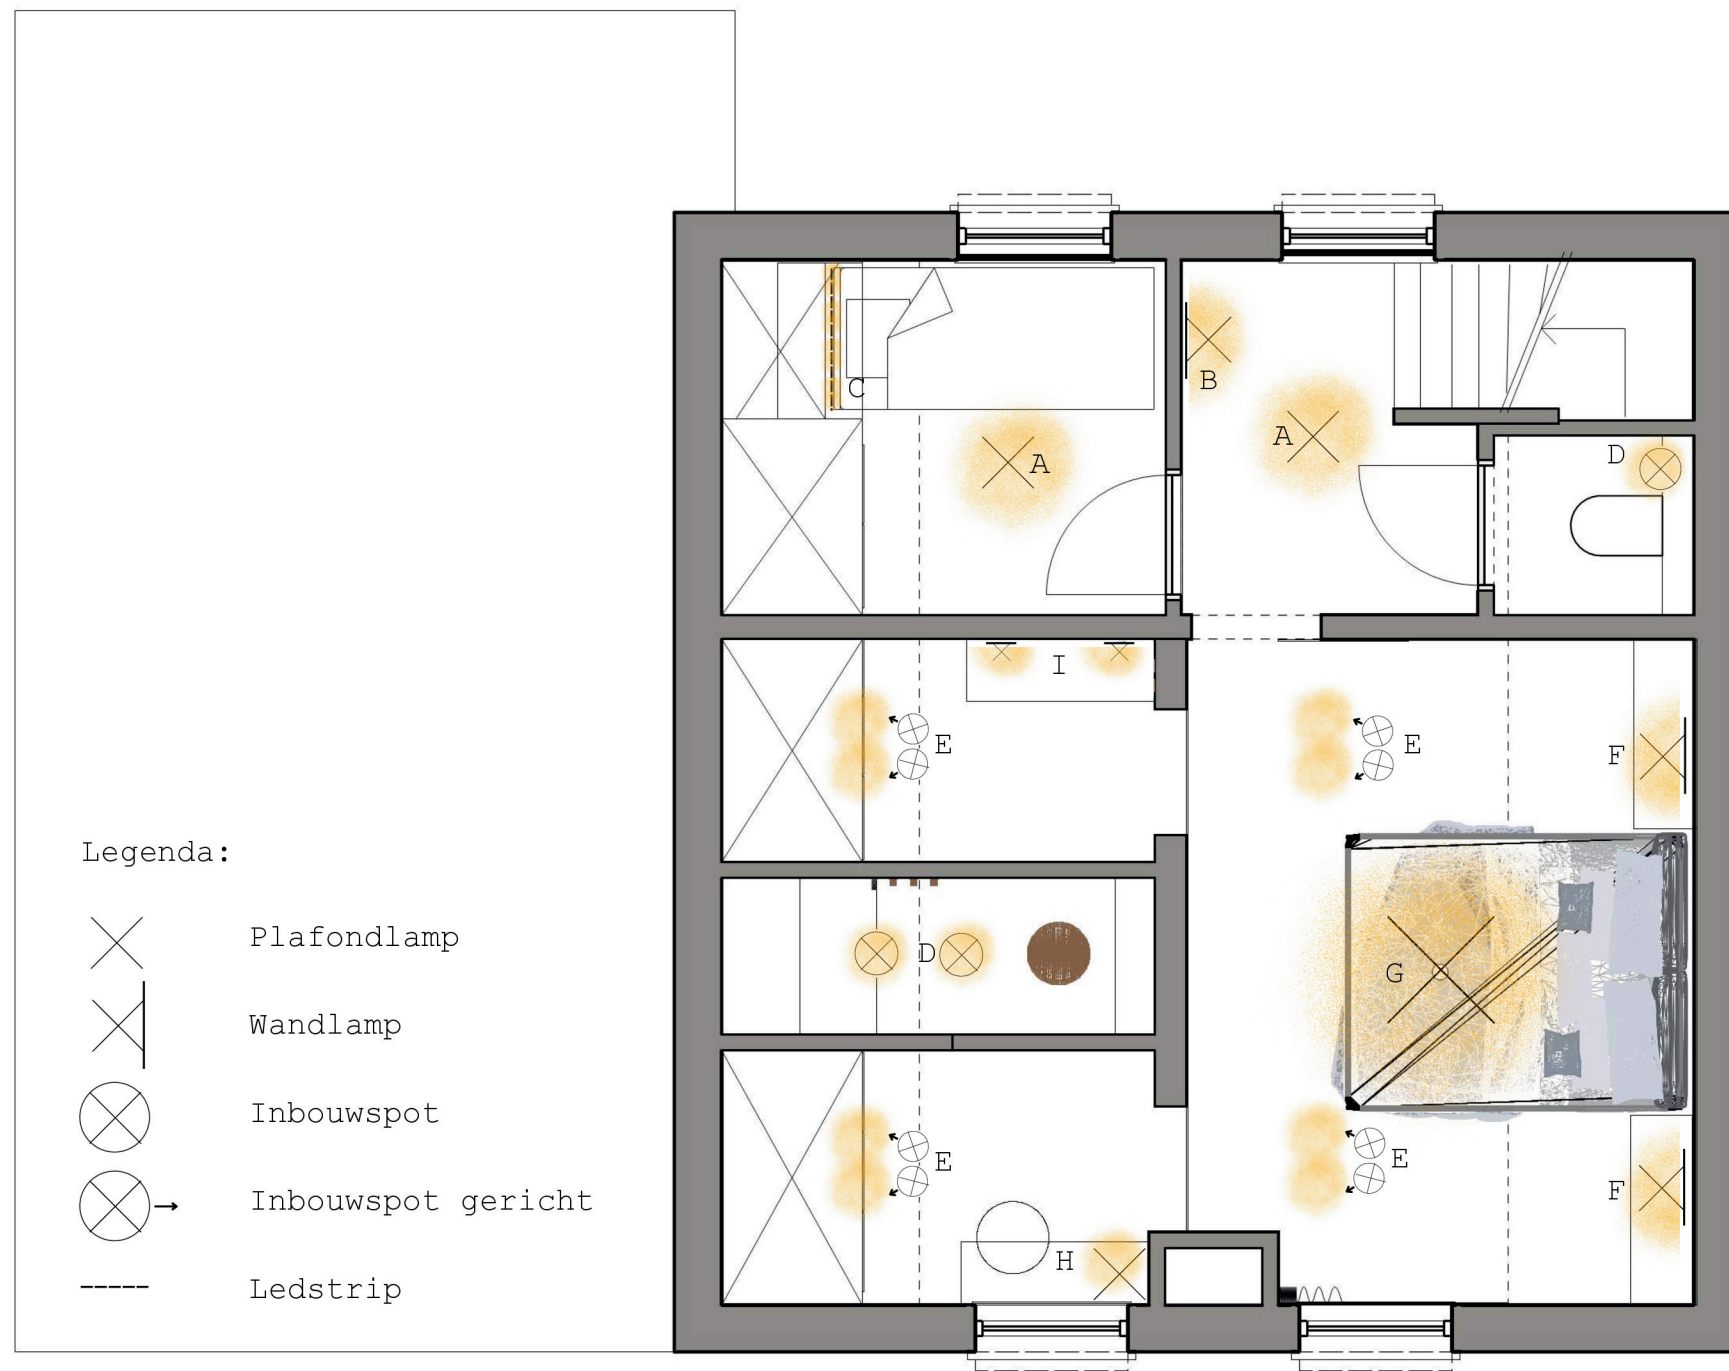 C
A
B
A
D
I
E
E
F
D
G
E
E
F
H
Legenda:
Plafondlamp
Wandlamp
Inbouwspot
Inbouwspot gericht
Ledstrip